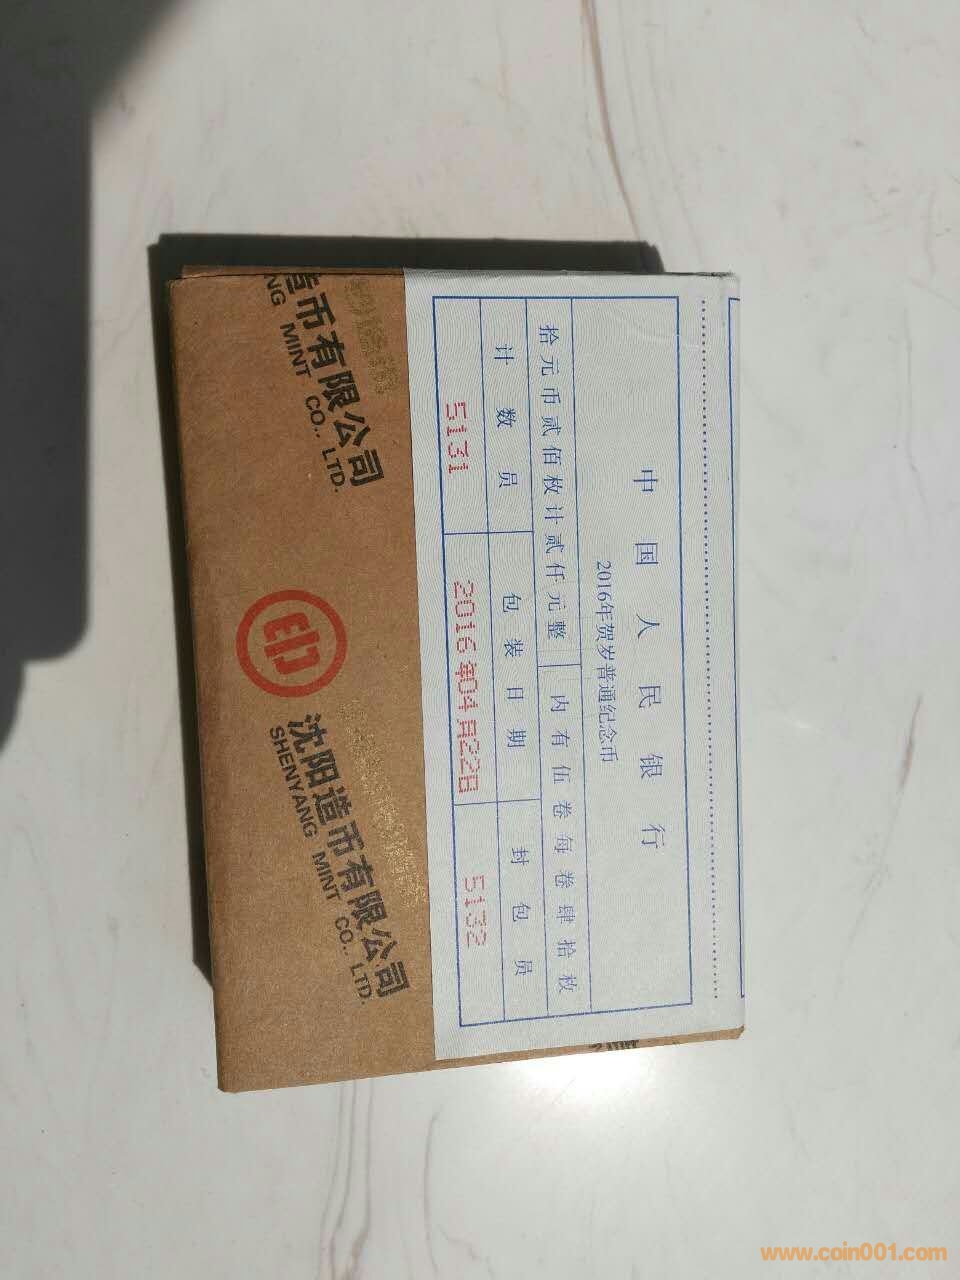 中国人民银行
2016年贺岁普通纪念币
拾元币贰佰枚计贰仟元整 内有伍卷每卷肆拾枚
计数员 包装日期 封包员
5131 2016年04月22日 5132
造币有限公司
NG MINT CO., LTD.
沈阳造币有限公司
SHENYANG MINT CO., LTD.
www.coin001.com